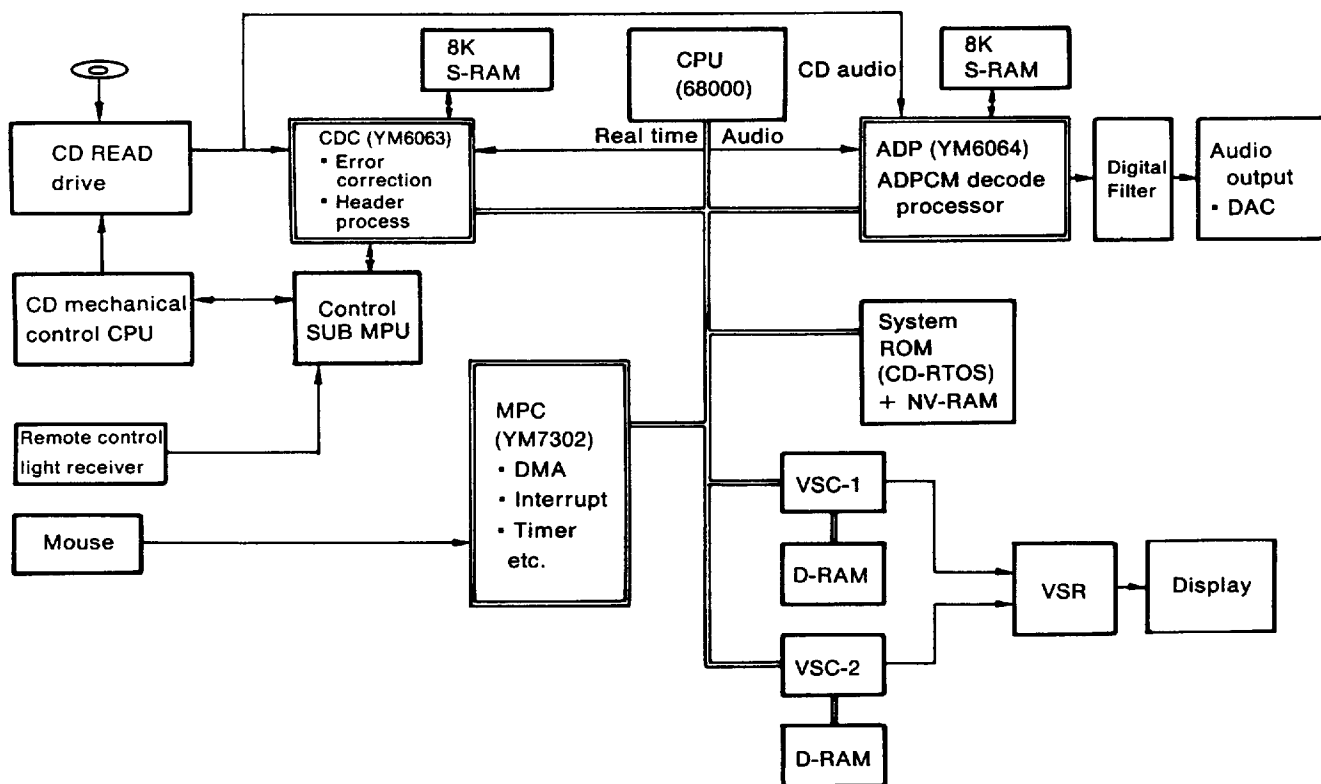 8K
S-RAM
CPU
(68000)
CD audio
8K
S-RAM
CD READ
drive
CDC (YM6063)
▪ Error
correction
▪ Header
process
Real time
Audio
ADP (YM6064)
ADPCM decode
processor
Digital
Filter
Audio
output
▪ DAC
CD mechanical
control CPU
Control
SUB MPU
System
ROM
(CD-RTOS)
+ NV-RAM
MPC
(YM7302)
▪ DMA
▪ Interrupt
▪ Timer
etc.
Remote control
light receiver
Mouse
VSC-1
D-RAM
VSR
Display
VSC-2
D-RAM